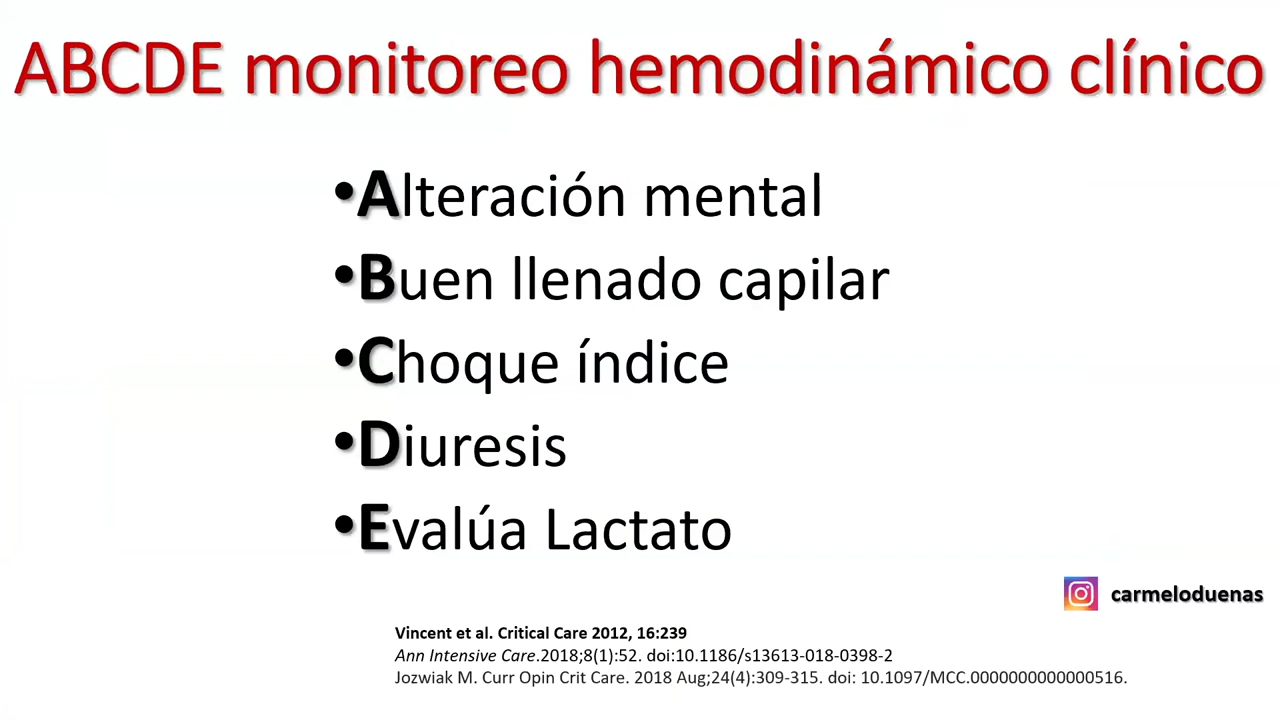 ABCDE monitoreo hemodinámico clínico
•Alteración mental
•Buen llenado capilar
•Choque índice
•Diuresis
•Evalúa Lactato
carmeloduenas
Vincent et al. Critical Care 2012, 16:239
Ann Intensive Care.2018;8(1):52. doi:10.1186/s13613-018-0398-2
Jozwiak M. Curr Opin Crit Care. 2018 Aug;24(4):309-315. doi: 10.1097/MCC.0000000000000516.